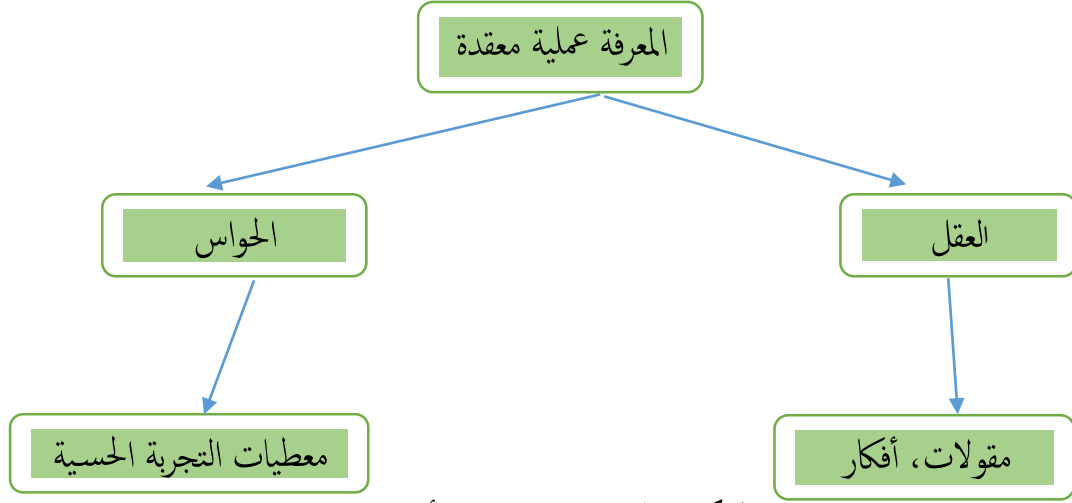 المعرفة عملية معقدة
العقل
الحواس
مقولات، أفكار
معطيات التجربة الحسية